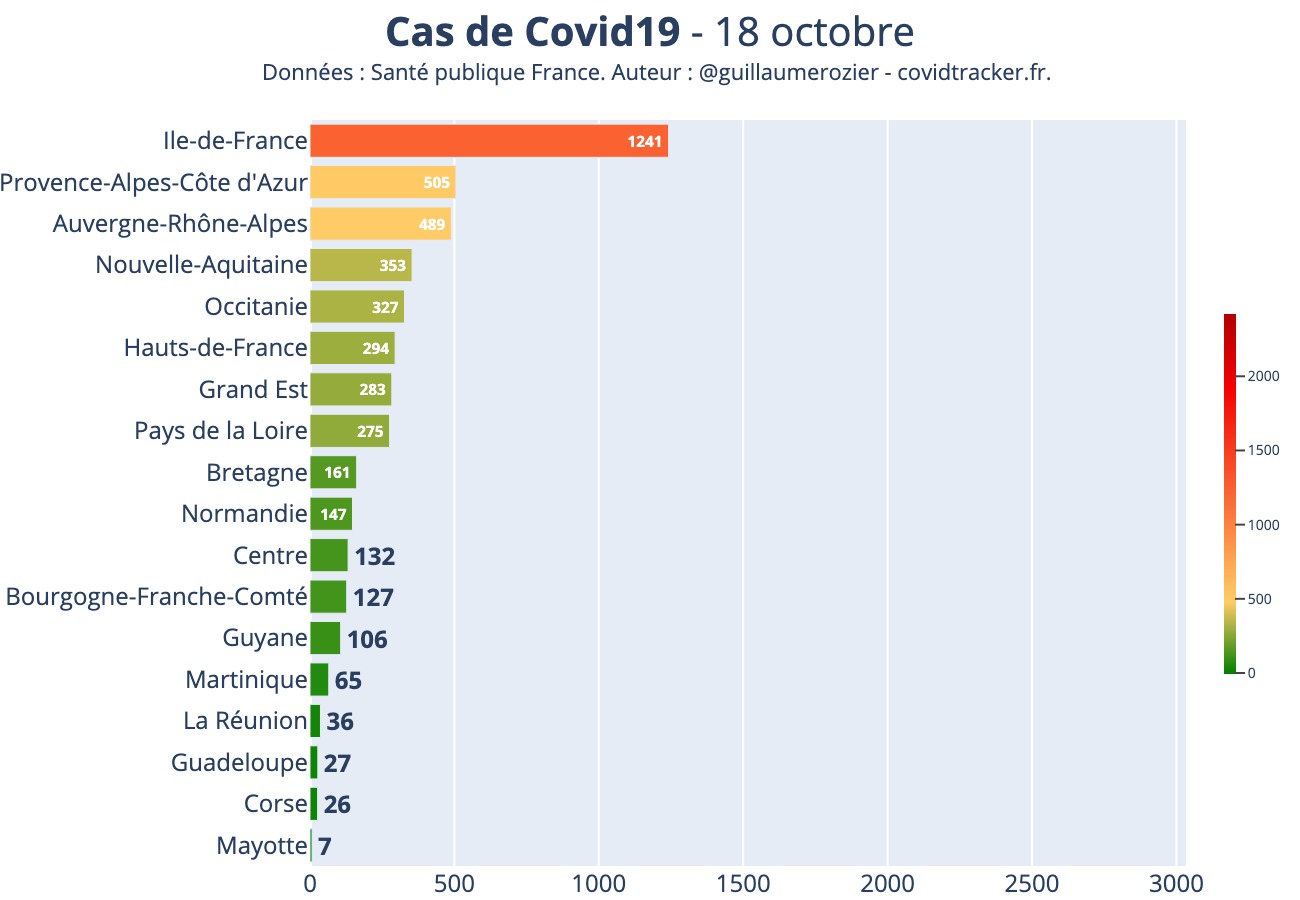 Cas de Covid19 - 18 octobre
Données : Santé publique France. Auteur : @guillaumerozier - covidtracker.fr.
Ile-de-France 1241
Provence-Alpes-Côte d'Azur 505
Auvergne-Rhône-Alpes 489
Nouvelle-Aquitaine 353
Occitanie 327
Hauts-de-France 294
Grand Est 283
Pays de la Loire 275
Bretagne 161
Normandie 147
Centre 132
Bourgogne-Franche-Comté 127
Guyane 106
Martinique 65
La Réunion 36
Guadeloupe 27
Corse 26
Mayotte 7
0 500 1000 1500 2000 2500 3000
2000
1500
1000
500
0